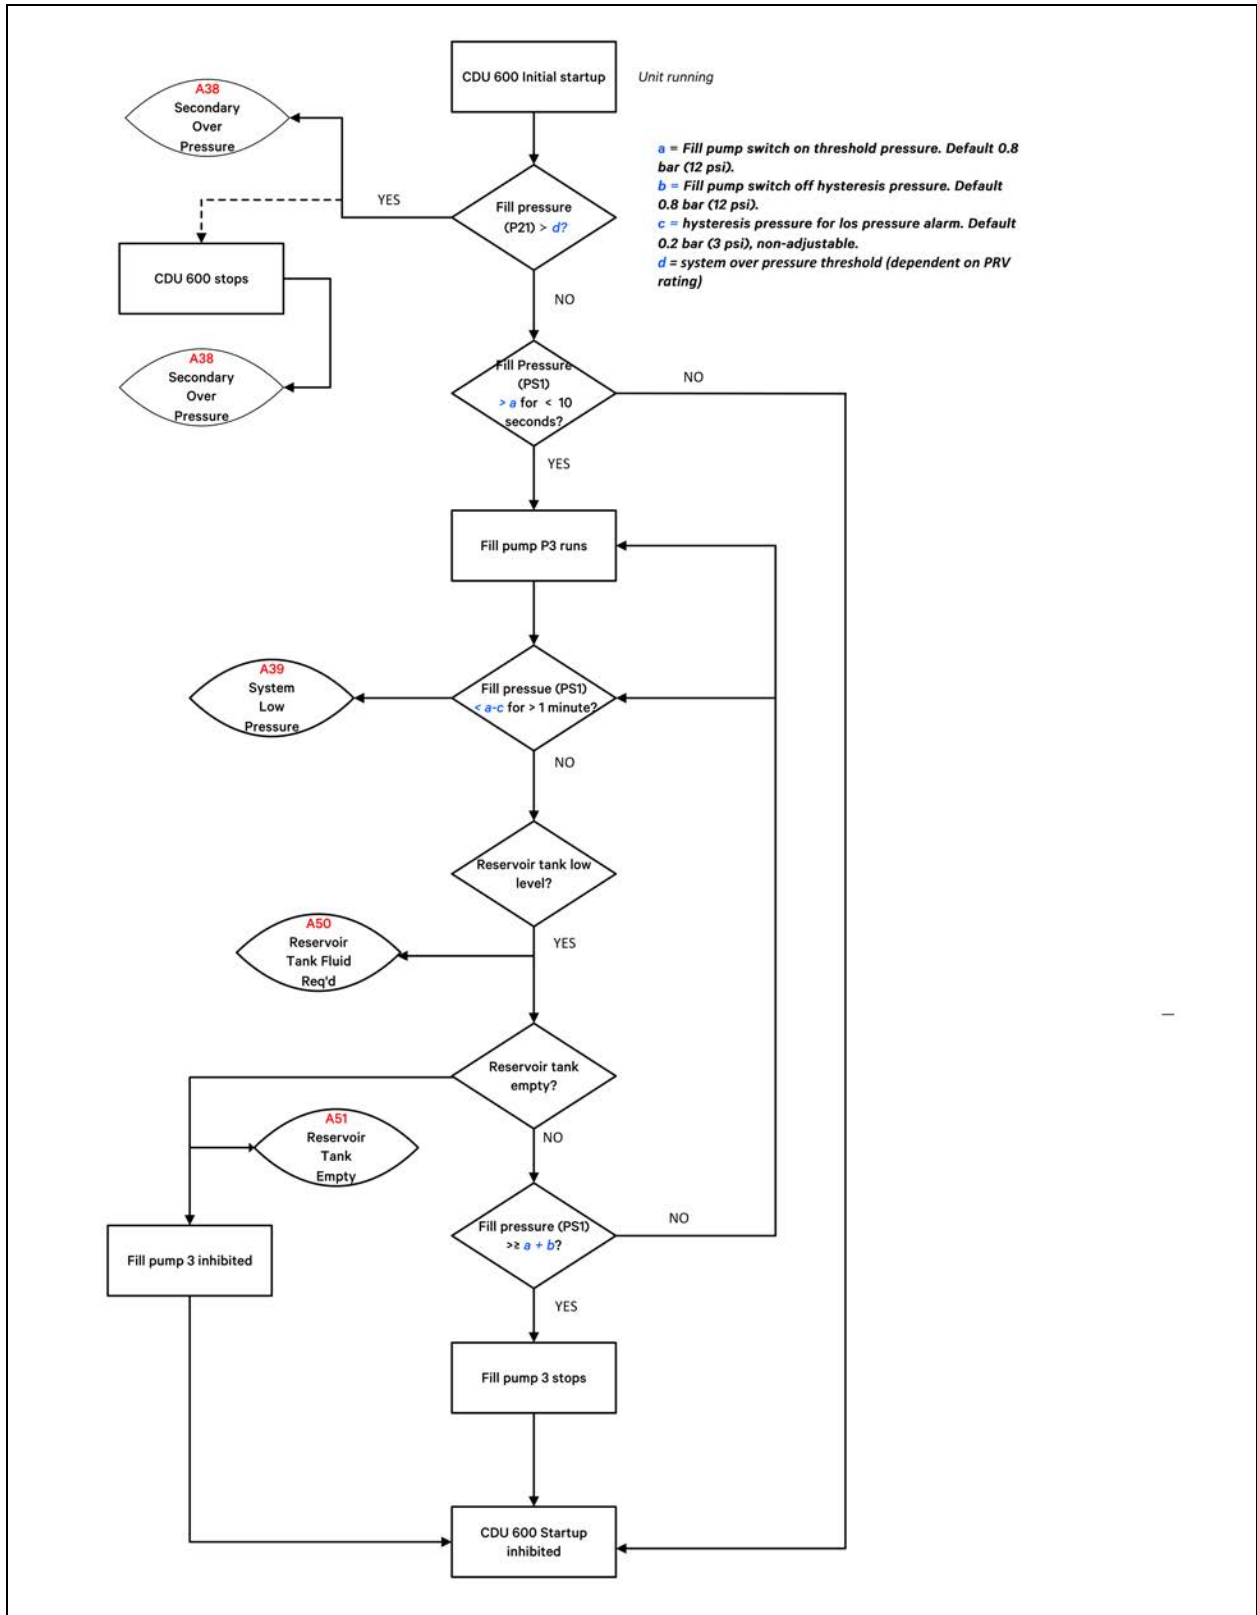 CDU 600 Initial startup
Unit running
A38
Secondary
Over
Pressure
a = Fill pump switch on threshold pressure. Default 0.8
bar (12 psi).
b = Fill pump switch off hysteresis pressure. Default
0.8 bar (12 psi).
c = hysteresis pressure for los pressure alarm. Default
0.2 bar (3 psi), non-adjustable.
d = system over pressure threshold (dependent on PRV
rating)
YES
Fill pressure
(P21) > d?
CDU 600 stops
NO
A38
Secondary
Over
Pressure
Fill Pressure
(PS1)
> a for < 10
seconds?
NO
YES
Fill pump P3 runs
A39
System
Low
Pressure
Fill pressue (PS1)
< a-c for > 1 minute?
NO
Reservoir tank low
level?
YES
A50
Reservoir
Tank Fluid
Req'd
Reservoir tank
empty?
A51
Reservoir
Tank
Empty
NO
Fill pressure (PS1)
>≥ a + b?
NO
Fill pump 3 inhibited
YES
Fill pump 3 stops
CDU 600 Startup
inhibited